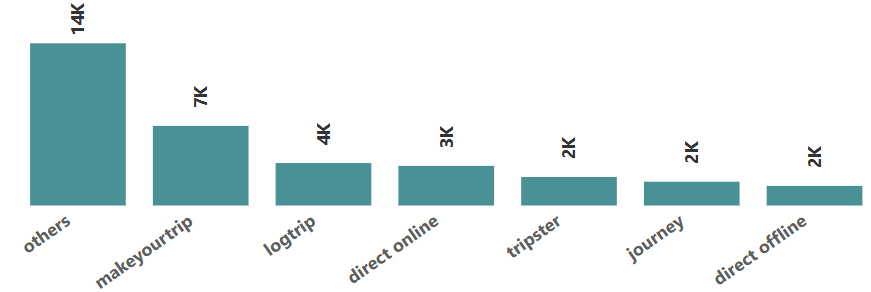 14K
7K
4K
3K
2K
2K
2K
others
makeyourtrip
logtrip
direct online
tripster
journey
direct offline